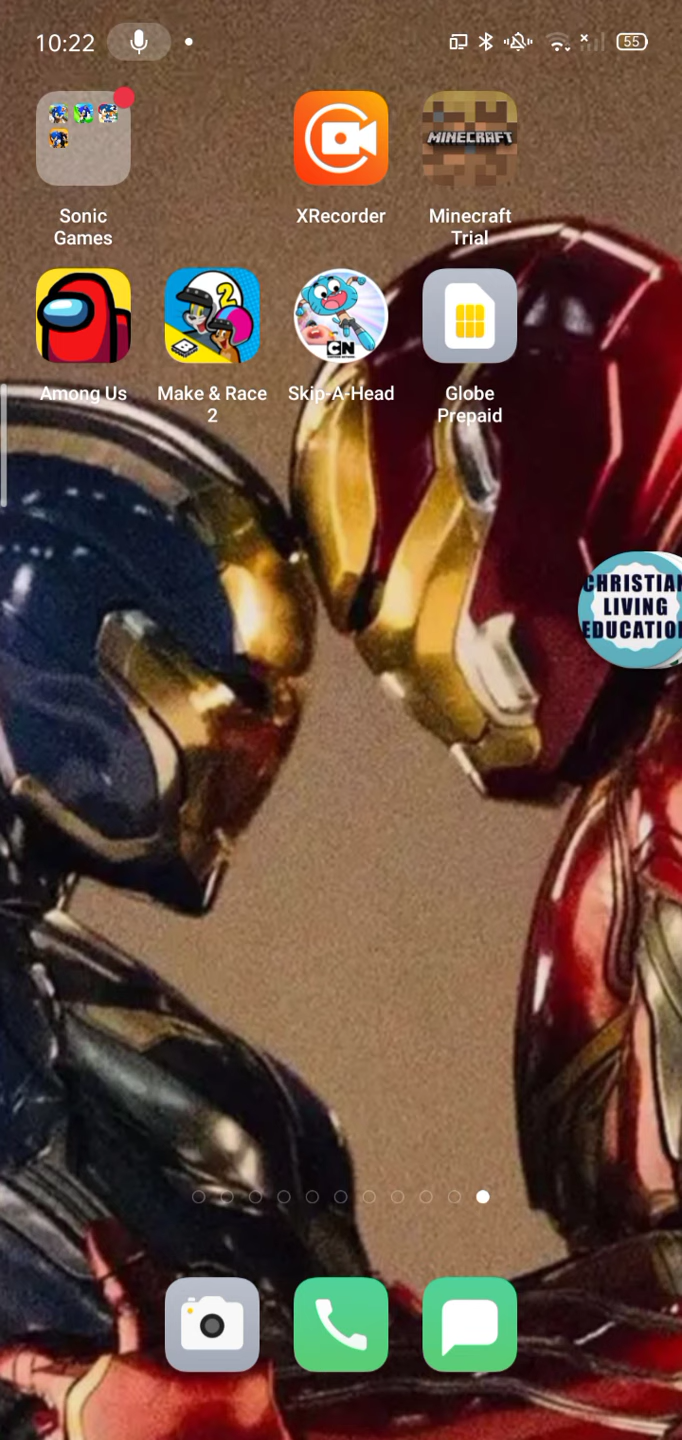 10:22
55
Sonic
Games
XRecorder
MINECRAFT
Minecraft
Trial
2
CN
Among Us
Make & Race
2
Skip-A-Head
Globe
Prepaid
CHRISTIAN
LIVING
EDUCATION